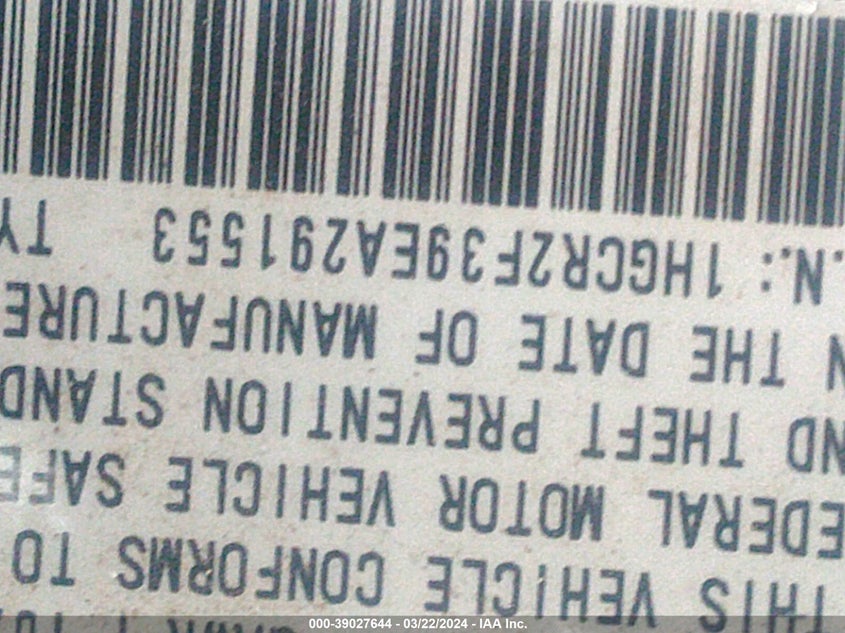 THIS VEHICLE CONFORMS TO
EDERAL MOTOR VEHICLE SAFE
ND THEFT PREVENTION STAND
N THE DATE OF MANUFACTURE
.N.: 1HGCR2F39EA291553 TY
000-39027644 - 03/22/2024 - IAA Inc.